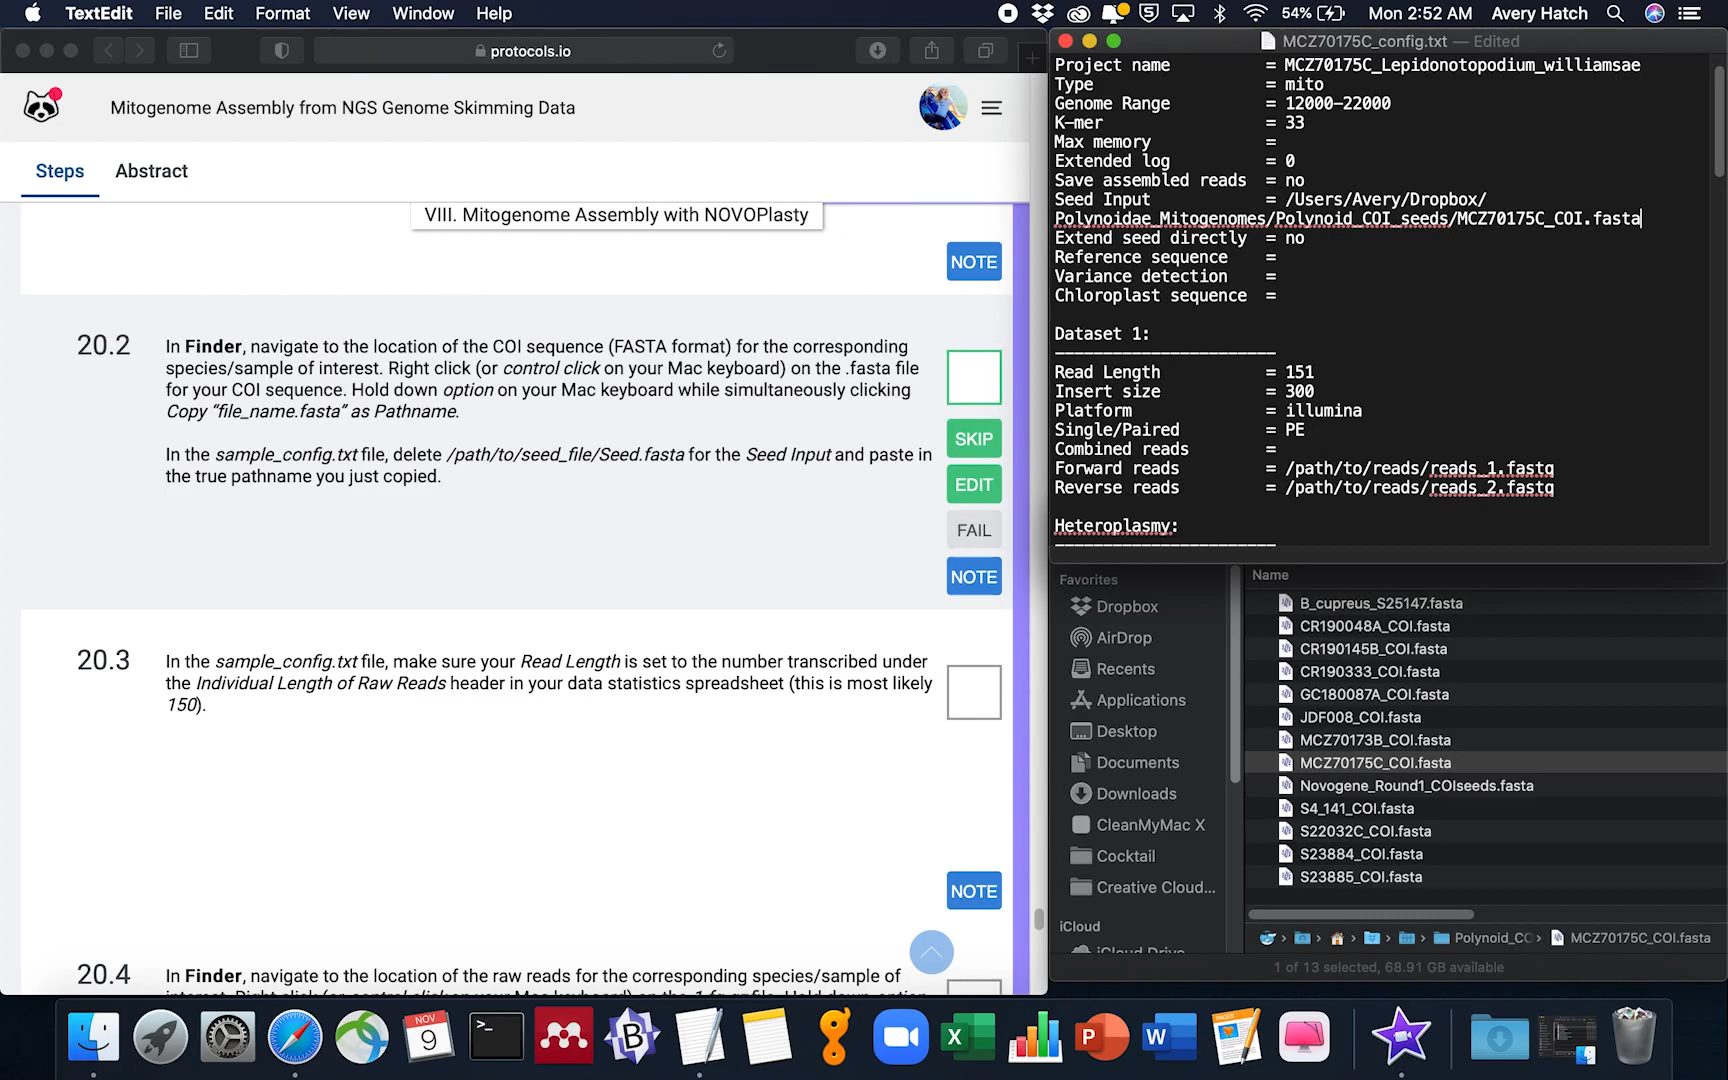 TextEdit File Edit Format View Window Help
54% Mon 2:52 AM Avery Hatch
protocols.io
Mitogenome Assembly from NGS Genome Skimming Data
Steps Abstract
VIII. Mitogenome Assembly with NOVOPlasty
NOTE
20.2
In Finder, navigate to the location of the COI sequence (FASTA format) for the corresponding
species/sample of interest. Right click (or control click on your Mac keyboard) on the .fasta file
for your COI sequence. Hold down option on your Mac keyboard while simultaneously clicking
Copy “file_name.fasta” as Pathname.
In the sample_config.txt file, delete /path/to/seed_file/Seed.fasta for the Seed Input and paste in
the true pathname you just copied.
SKIP
EDIT
FAIL
NOTE
20.3
In the sample_config.txt file, make sure your Read Length is set to the number transcribed under
the Individual Length of Raw Reads header in your data statistics spreadsheet (this is most likely
150).
NOTE
20.4
In Finder, navigate to the location of the raw reads for the corresponding species/sample of
MCZ70175C_config.txt — Edited
Project name = MCZ70175C_Lepidonotopodium_williamsae
Type = mito
Genome Range = 12000-22000
K-mer = 33
Max memory =
Extended log = 0
Save assembled reads = no
Seed Input = /Users/Avery/Dropbox/
Polynoidae_Mitogenomes/Polynoid_COI_seeds/MCZ70175C_COI.fasta
Extend seed directly = no
Reference sequence =
Variance detection =
Chloroplast sequence =
Dataset 1:
-----------------------
Read Length = 151
Insert size = 300
Platform = illumina
Single/Paired = PE
Combined reads =
Forward reads = /path/to/reads/reads_1.fastq
Reverse reads = /path/to/reads/reads_2.fastq
Heteroplasmy:
-----------------------
Favorites
Dropbox
AirDrop
Recents
Applications
Desktop
Documents
Downloads
CleanMyMac X
Cocktail
Creative Cloud...
iCloud
iCloud Drive
Name
B_cupreus_S25147.fasta
CR190048A_COI.fasta
CR190145B_COI.fasta
CR190333_COI.fasta
GC180087A_COI.fasta
JDF008_COI.fasta
MCZ70173B_COI.fasta
MCZ70175C_COI.fasta
Novogene_Round1_COIseeds.fasta
S4_141_COI.fasta
S22032C_COI.fasta
S23884_COI.fasta
S23885_COI.fasta
Polynoid_CO MCZ70175C_COI.fasta
1 of 13 selected, 68.91 GB available
NOV
9
B
X
P
W
PAGES